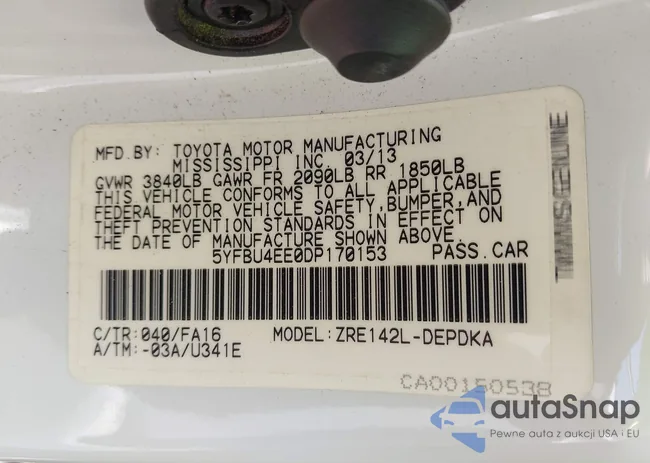 MFD.BY: TOYOTA MOTOR MANUFACTURING
MISSISSIPPI INC. 03/13
GVWR 3840LB GAWR FR 2090LB RR 1850LB
THIS VEHICLE CONFORMS TO ALL APPLICABLE
FEDERAL MOTOR VEHICLE SAFETY,BUMPER,AND
THEFT PREVENTION STANDARDS IN EFFECT ON
THE DATE OF MANUFACTURE SHOWN ABOVE.
5YFBU4EE0DP170153 PASS.CAR
C/TR:040/FA16 MODEL:ZRE142L-DEPDKA
A/TM:-03A/U341E
CA00150538
autaSnap
Pewne auta z aukcji USA i EU